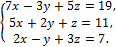 7x − 3y + 5z = 19,
5x + 2y + z = 11,
2x − y + 3z = 7.